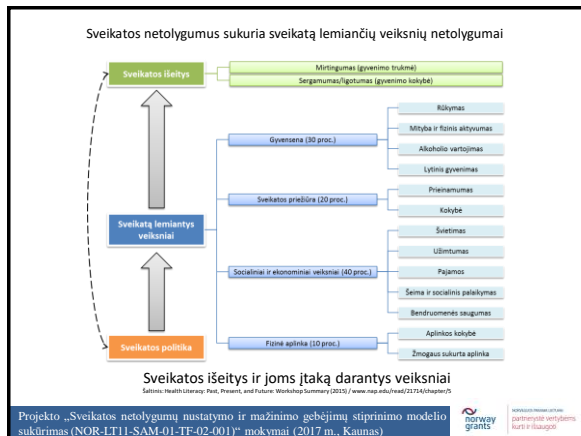 Sveikatos netolygumus sukuria sveikatą lemiančių veiksnių netolygumai
Sveikatos išeitys
Mirtingumas (gyvenimo trukmė)
Sergamumas/ligotumas (gyvenimo kokybė)
Sveikatą lemiantys
veiksniai
Gyvensena (30 proc.)
Rūkymas
Mityba ir fizinis aktyvumas
Alkoholio vartojimas
Lytinis gyvenimas
Sveikatos priežiūra (20 proc.)
Prieinamumas
Kokybė
Socialiniai ir ekonominiai veiksniai (40 proc.)
Švietimas
Užimtumas
Pajamos
Šeima ir socialinis palaikymas
Bendruomenės saugumas
Fizinė aplinka (10 proc.)
Aplinkos kokybė
Žmogaus sukurta aplinka
Sveikatos politika
Sveikatos išeitys ir joms įtaką darantys veiksniai
Šaltinis: Health Literacy: Past, Present, and Future: Workshop Summary (2015) / www.nap.edu/read/21714/chapter/5
Projekto „Sveikatos netolygumų nustatymo ir mažinimo gebėjimų stiprinimo modelio
sukūrimas (NOR-LT11-SAM-01-TF-02-001)“ mokymai (2017 m., Kaunas)
norway
grants
NORVEGIJOS PARAMA LIETUVAI
partnerystė vertybėms
kurti ir išsaugoti